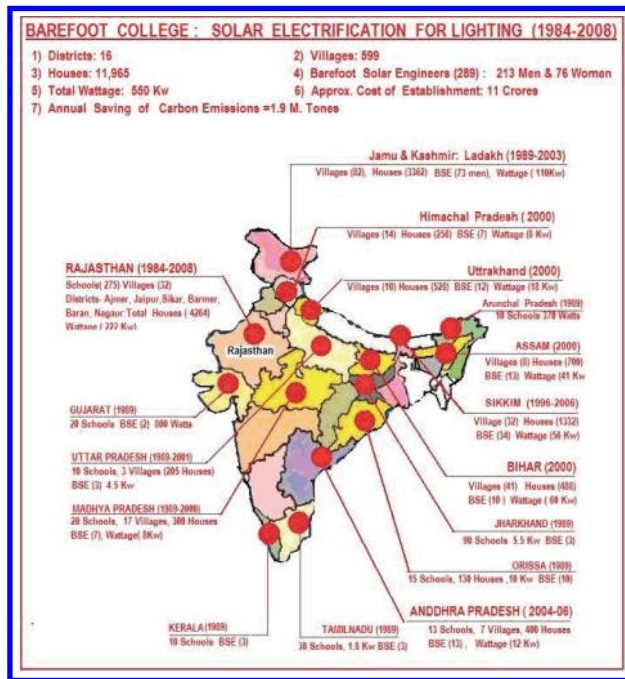 BAREFOOT COLLEGE : SOLAR ELECTRIFICATION FOR LIGHTING (1984-2008)
1) Districts: 16
2) Villages: 599
3) Houses: 11,965
4) Barefoot Solar Engineers (289) : 213 Men & 76 Women
5) Total Wattage: 550 Kw
6) Approx. Cost of Establishment: 11 Crores
7) Annual Saving of Carbon Emissions =1.9 M. Tones
Jamu & Kashmir: Ladakh (1989-2003)
Villages (82), Houses (3362) BSE (73 men), Wattage ( 110Kw)
Himachal Pradesh ( 2000)
Villages (14) Houses (256) BSE (7) Wattage (8 Kw)
RAJASTHAN (1984-2008)
Schools( 275) Villages (32)
Districts- Ajmer, Jaipur,Sikar, Barmer,
Baran, Nagaur:Total Houses ( 4264)
Wattage ( 222 Kw)
Rajasthan
Uttrakhand (2000)
Villages (10) Houses (526) BSE (12) Wattage (18 Kw)
Arunchal Pradesh (1989)
10 Schools 370 Watts
ASSAM (2000)
Villages (8) Houses (700)
BSE (13) Wattage (41 Kw
SIKKIM (1996-2006)
Village (32) Houses (1332)
BSE (34) Wattage (56 Kw)
GUJARAT (1989)
20 Schools BSE (2) 800 Watts
UTTAR PRADESH (1989-2001)
10 Schools, 3 Villages (205 Houses)
BSE (3) 4.5 Kw
BIHAR (2000)
Villages (41) Houses (486)
BSE (10 ) Wattage ( 60 Kw)
MADHYA PRADESH (1989-2006)
20 Schools, 17 Villages, 300 Houses
BSE (7), Wattage( 8Kw)
JHARKHAND (1989)
90 Schools 5.5 Kw BSE (3)
ORISSA (1989)
15 Schools, 130 Houses ,10 Kw BSE (10)
ANDDHRA PRADESH ( 2004-06)
13 Schools, 7 Villages, 400 Houses
BSE (13) , Wattage (12 Kw)
KERALA (1989)
10 Schools BSE (3)
TAMILNADU (1989)
30 Schools, 1.6 Kw BSE (3)